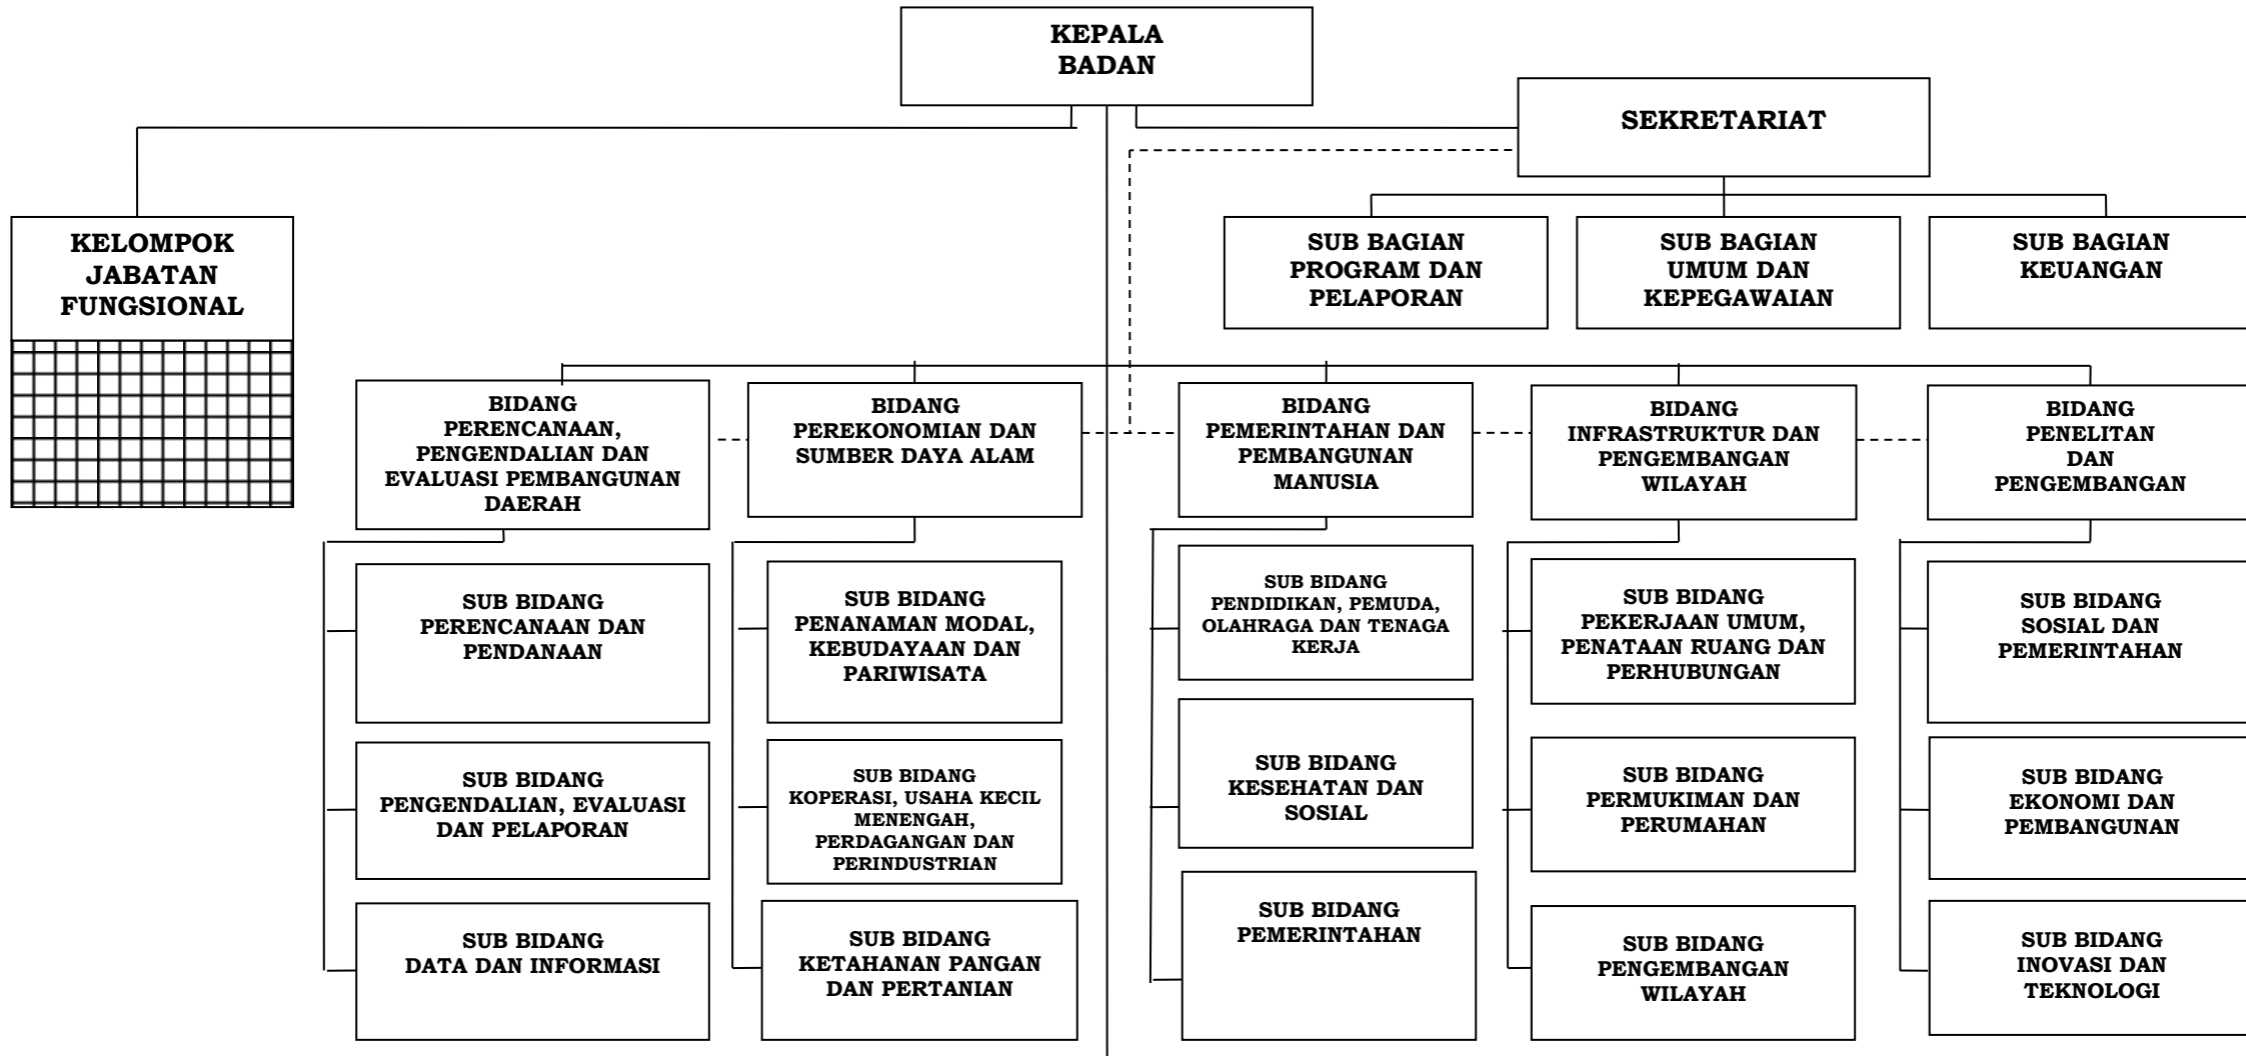 KEPALA
BADAN
SEKRETARIAT
KELOMPOK
JABATAN
FUNGSIONAL
SUB BAGIAN
PROGRAM DAN
PELAPORAN
SUB BAGIAN
UMUM DAN
KEPEGAWAIAN
SUB BAGIAN
KEUANGAN
BIDANG
PERENCANAAN,
PENGENDALIAN DAN
EVALUASI PEMBANGUNAN
DAERAH
BIDANG
PEREKONOMIAN DAN
SUMBER DAYA ALAM
BIDANG
PEMERINTAHAN DAN
PEMBANGUNAN
MANUSIA
BIDANG
INFRASTRUKTUR DAN
PENGEMBANGAN
WILAYAH
BIDANG
PENELITAN
DAN
PENGEMBANGAN
SUB BIDANG
PERENCANAAN DAN
PENDANAAN
SUB BIDANG
PENANAMAN MODAL,
KEBUDAYAAN DAN
PARIWISATA
SUB BIDANG
PENDIDIKAN, PEMUDA,
OLAHRAGA DAN TENAGA
KERJA
SUB BIDANG
PEKERJAAN UMUM,
PENATAAN RUANG DAN
PERHUBUNGAN
SUB BIDANG
SOSIAL DAN
PEMERINTAHAN
SUB BIDANG
PENGENDALIAN, EVALUASI
DAN PELAPORAN
SUB BIDANG
KOPERASI, USAHA KECIL
MENENGAH,
PERDAGANGAN DAN
PERINDUSTRIAN
SUB BIDANG
KESEHATAN DAN
SOSIAL
SUB BIDANG
PERMUKIMAN DAN
PERUMAHAN
SUB BIDANG
EKONOMI DAN
PEMBANGUNAN
SUB BIDANG
DATA DAN INFORMASI
SUB BIDANG
KETAHANAN PANGAN
DAN PERTANIAN
SUB BIDANG
PEMERINTAHAN
SUB BIDANG
PENGEMBANGAN
WILAYAH
SUB BIDANG
INOVASI DAN
TEKNOLOGI